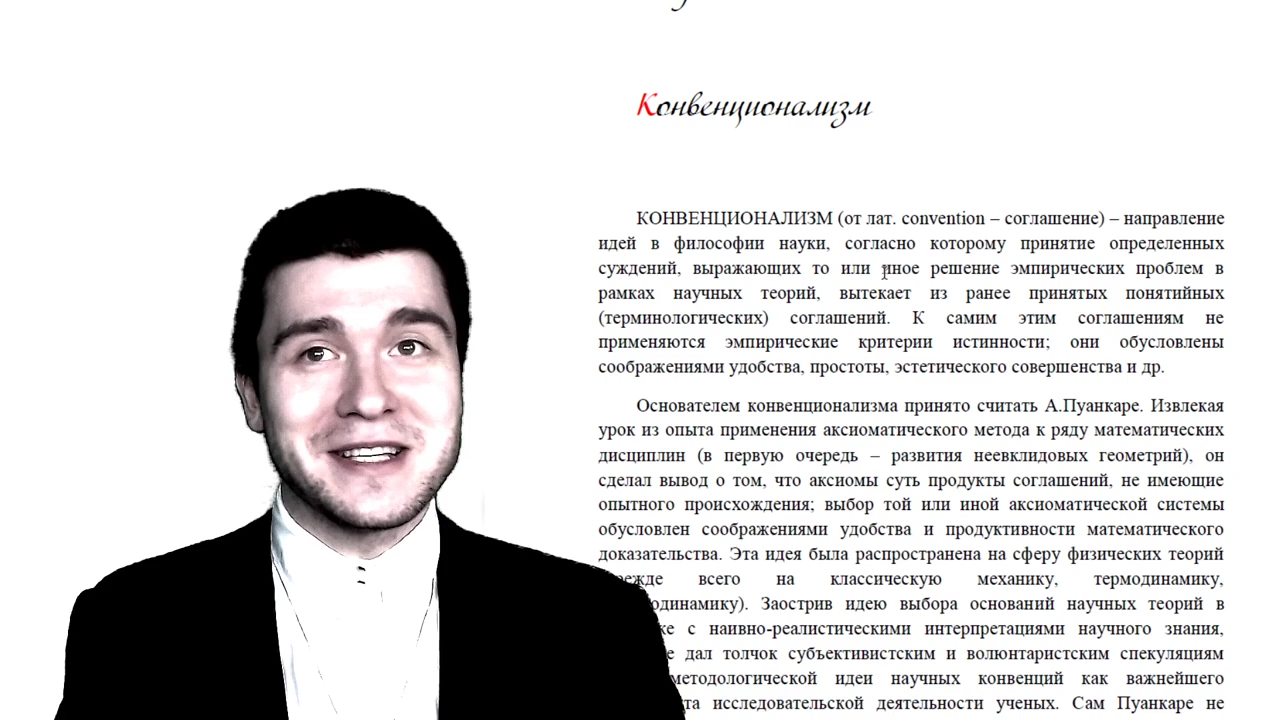 Конвенционализм
КОНВЕНЦИОНАЛИЗМ (от лат. convention – соглашение) – направление
идей в философии науки, согласно которому принятие определенных
суждений, выражающих то или иное решение эмпирических проблем в
рамках научных теорий, вытекает из ранее принятых понятийных
(терминологических) соглашений. К самим этим соглашениям не
применяются эмпирические критерии истинности; они обусловлены
соображениями удобства, простоты, эстетического совершенства и др.
Основателем конвенционализма принято считать А.Пуанкаре. Извлекая
урок из опыта применения аксиоматического метода к ряду математических
дисциплин (в первую очередь – развития неевклидовых геометрий), он
сделал вывод о том, что аксиомы суть продукты соглашений, не имеющие
опытного происхождения; выбор той или иной аксиоматической системы
обусловлен соображениями удобства и продуктивности математического
доказательства. Эта идея была распространена на сферу физических теорий
всего на классическую механику, термодинамику,
Заострив идею выбора оснований научных теорий в
с наивно-реалистическими интерпретациями научного знания,
дал толчок субъективистским и волюнтаристским спекуляциям
методологической идеи научных конвенций как важнейшего
исследовательской деятельности ученых. Сам Пуанкаре не